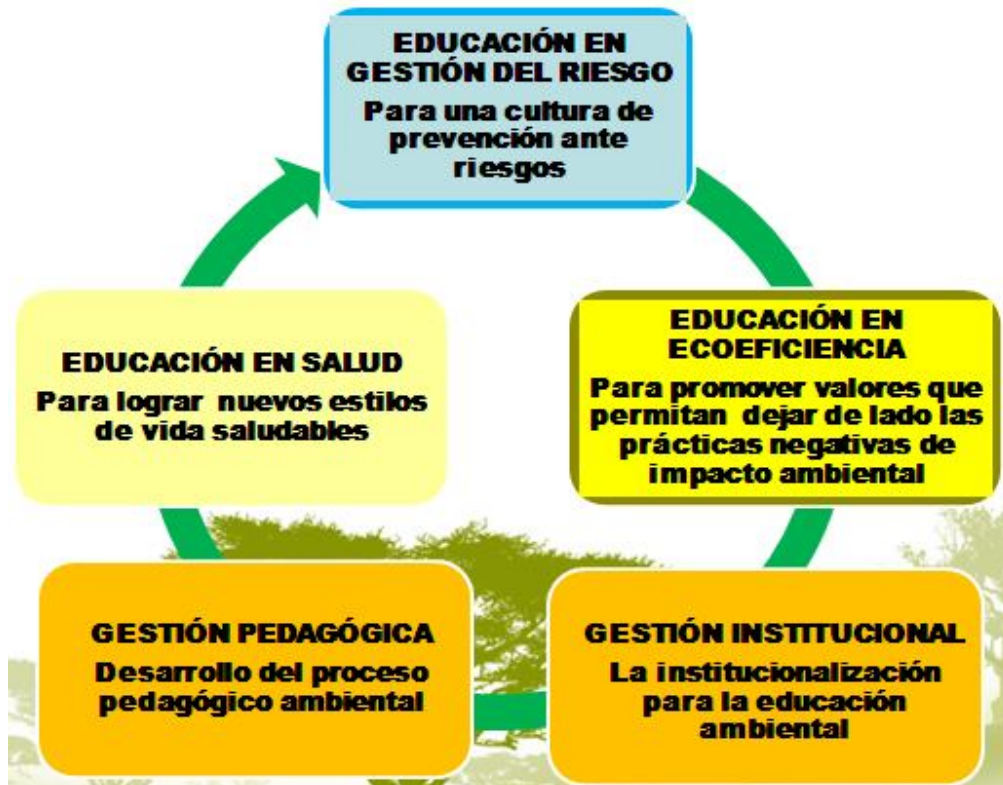 EDUCACIÓN EN
GESTIÓN DEL RIESGO
Para una cultura de
prevención ante
riesgos
EDUCACIÓN EN
ECOEFICIENCIA
Para promover valores que
permitan dejar de lado las
prácticas negativas de
impacto ambiental
GESTIÓN INSTITUCIONAL
La institucionalización
para la educación
ambiental
GESTIÓN PEDAGÓGICA
Desarrollo del proceso
pedagógico ambiental
EDUCACIÓN EN SALUD
Para lograr nuevos estilos
de vida saludables